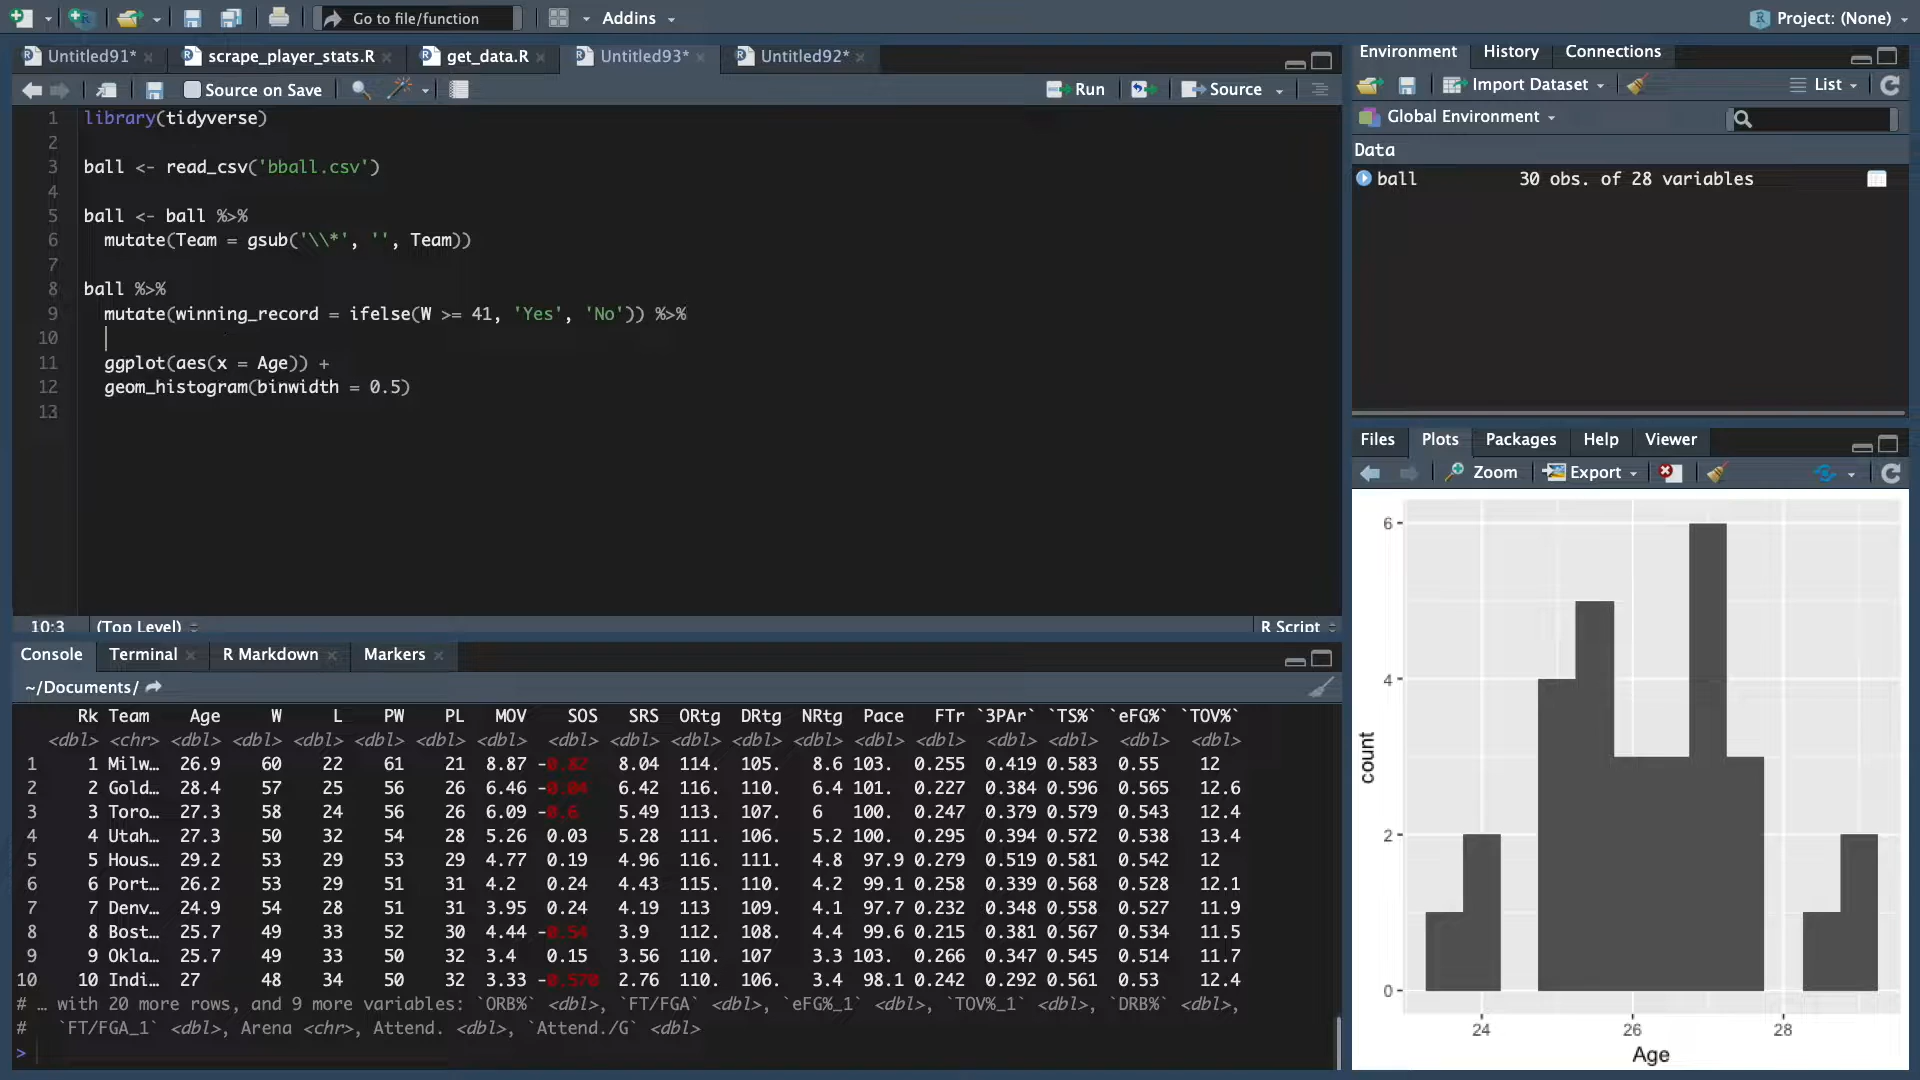 Go to file/function
Addins
Project: (None)
Untitled91*
scrape_player_stats.R
get_data.R
Untitled93*
Untitled92*
Source on Save
Run
Source
1 library(tidyverse)
2
3 ball <- read_csv('bball.csv')
4
5 ball <- ball %>%
6 mutate(Team = gsub('\\*', '', Team))
7
8 ball %>%
9 mutate(winning_record = ifelse(W >= 41, 'Yes', 'No')) %>%
10
11 ggplot(aes(x = Age)) +
12 geom_histogram(binwidth = 0.5)
13
10:3 (Top Level) R Script
Console Terminal R Markdown Markers
~/Documents/
Rk Team Age W L PW PL MOV SOS SRS ORtg DRtg NRtg Pace FTr `3PAr` `TS%` `eFG%` `TOV%`
<dbl> <chr> <dbl> <dbl> <dbl> <dbl> <dbl> <dbl> <dbl> <dbl> <dbl> <dbl> <dbl> <dbl> <dbl> <dbl> <dbl> <dbl> <dbl>
1 1 Milw… 26.9 60 22 61 21 8.87 -0.82 8.04 114. 105. 8.6 103. 0.255 0.419 0.583 0.55 12
2 2 Gold… 28.4 57 25 56 26 6.46 -0.04 6.42 116. 110. 6.4 101. 0.227 0.384 0.596 0.565 12.6
3 3 Toro… 27.3 58 24 56 26 6.09 -0.6 5.49 113. 107. 6 100. 0.247 0.379 0.579 0.543 12.4
4 4 Utah… 27.3 50 32 54 28 5.26 0.03 5.28 111. 106. 5.2 100. 0.295 0.394 0.572 0.538 13.4
5 5 Hous… 29.2 53 29 53 29 4.77 0.19 4.96 116. 111. 4.8 97.9 0.279 0.519 0.581 0.542 12
6 6 Port… 26.2 53 29 51 31 4.2 0.24 4.43 115. 110. 4.2 99.1 0.258 0.339 0.568 0.528 12.1
7 7 Denv… 24.9 54 28 51 31 3.95 0.24 4.19 113 109. 4.1 97.7 0.232 0.348 0.558 0.527 11.9
8 8 Bost… 25.7 49 33 52 30 4.44 -0.54 3.9 112. 108. 4.4 99.6 0.215 0.381 0.567 0.534 11.5
9 9 Okla… 25.7 49 33 50 32 3.4 0.15 3.56 110. 107 3.3 103. 0.266 0.347 0.545 0.514 11.7
10 10 Indi… 27 48 34 50 32 3.33 -0.570 2.76 110. 106. 3.4 98.1 0.242 0.292 0.561 0.53 12.4
# … with 20 more rows, and 9 more variables: `ORB%` <dbl>, `FT/FGA` <dbl>, `eFG%_1` <dbl>, `TOV%_1` <dbl>, `DRB%` <dbl>,
# `FT/FGA_1` <dbl>, Arena <chr>, Attend. <dbl>, `Attend./G` <dbl>
>
Environment History Connections
Import Dataset List
Global Environment
Data
ball 30 obs. of 28 variables
Files Plots Packages Help Viewer
Zoom Export
6
4
2
0
count
24 26 28
Age